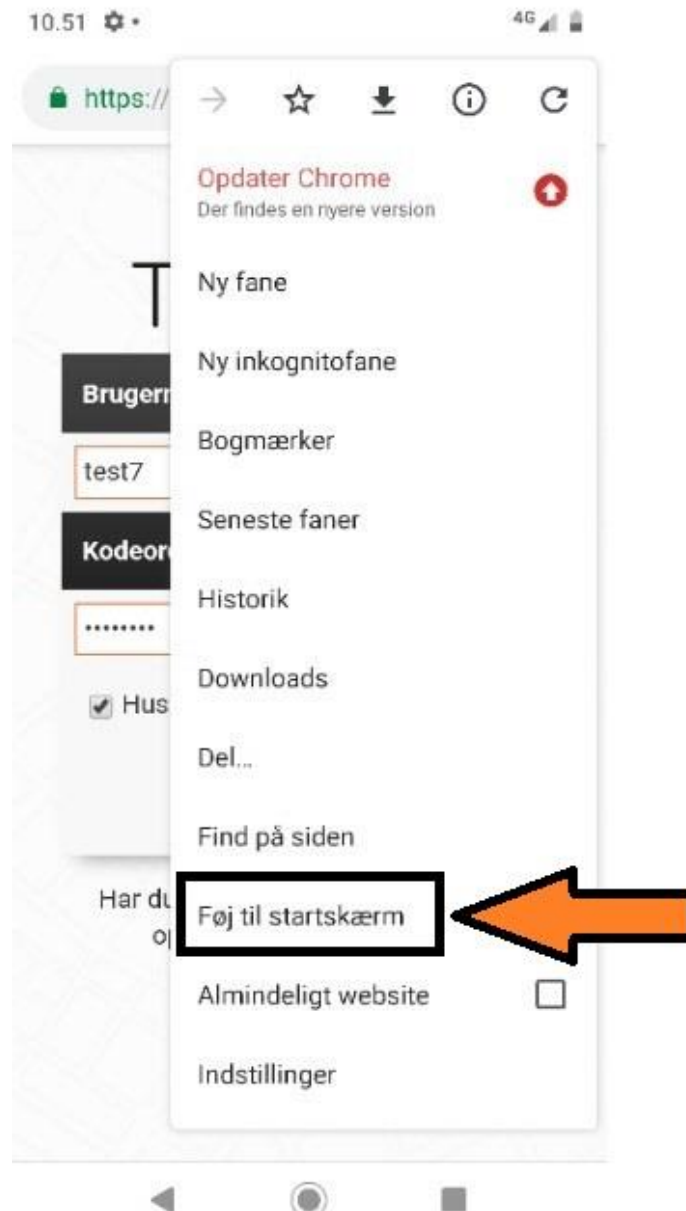 10.51
4G
https://
Opdater Chrome
Der findes en nyere version
Ny fane
Ny inkognitofane
Bogmærker
Seneste faner
Historik
Downloads
Del...
Find på siden
Føj til startskærm
Almindeligt website
Indstillinger
T
test7
Hus
Har du